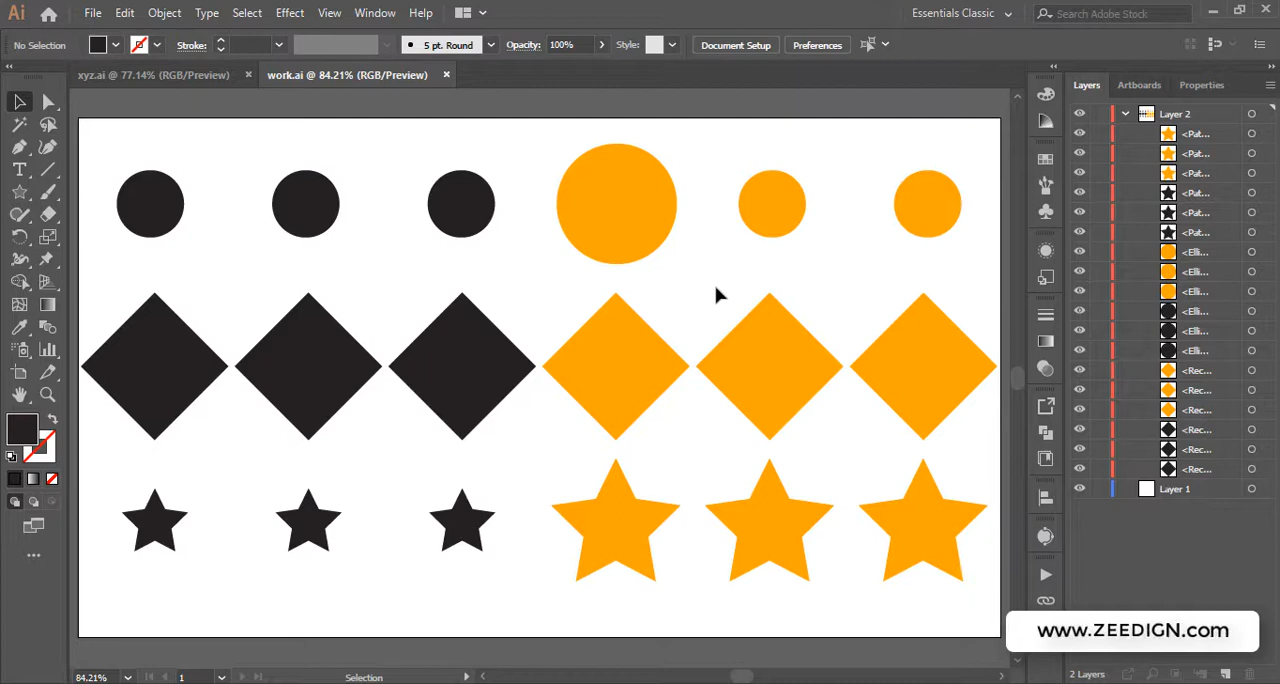 Ai File Edit Object Type Select Effect View Window Help Essentials Classic Search Adobe Stock
No Selection Stroke: 5 pt. Round Opacity: 100% Style: Document Setup Preferences
xyz.ai @ 77.14% (RGB/Preview) work.ai @ 84.21% (RGB/Preview)
Layers Artboards Properties
Layer 2
<Pat...
<Pat...
<Pat...
<Pat...
<Pat...
<Pat...
<Elli...
<Elli...
<Elli...
<Elli...
<Elli...
<Elli...
<Rec...
<Rec...
<Rec...
<Rec...
<Rec...
<Rec...
Layer 1
www.ZEEDIGN.com
84.21% 1 Selection 2 Layers